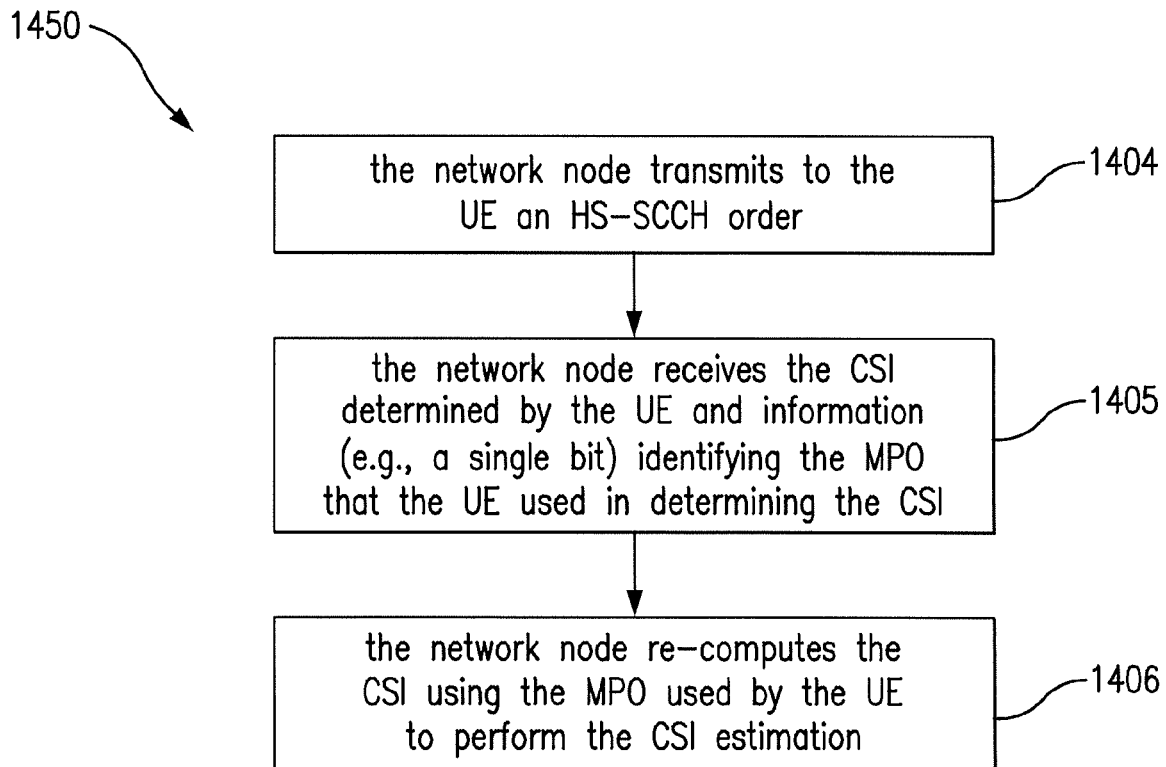 1450
the network node transmits to the
UE an HS-SCCH order
1404
the network node receives the CSI
determined by the UE and information
(e.g., a single bit) identifying the MPO
that the UE used in determining the CSI
1405
the network node re-computes the
CSI using the MPO used by the UE
to perform the CSI estimation
1406